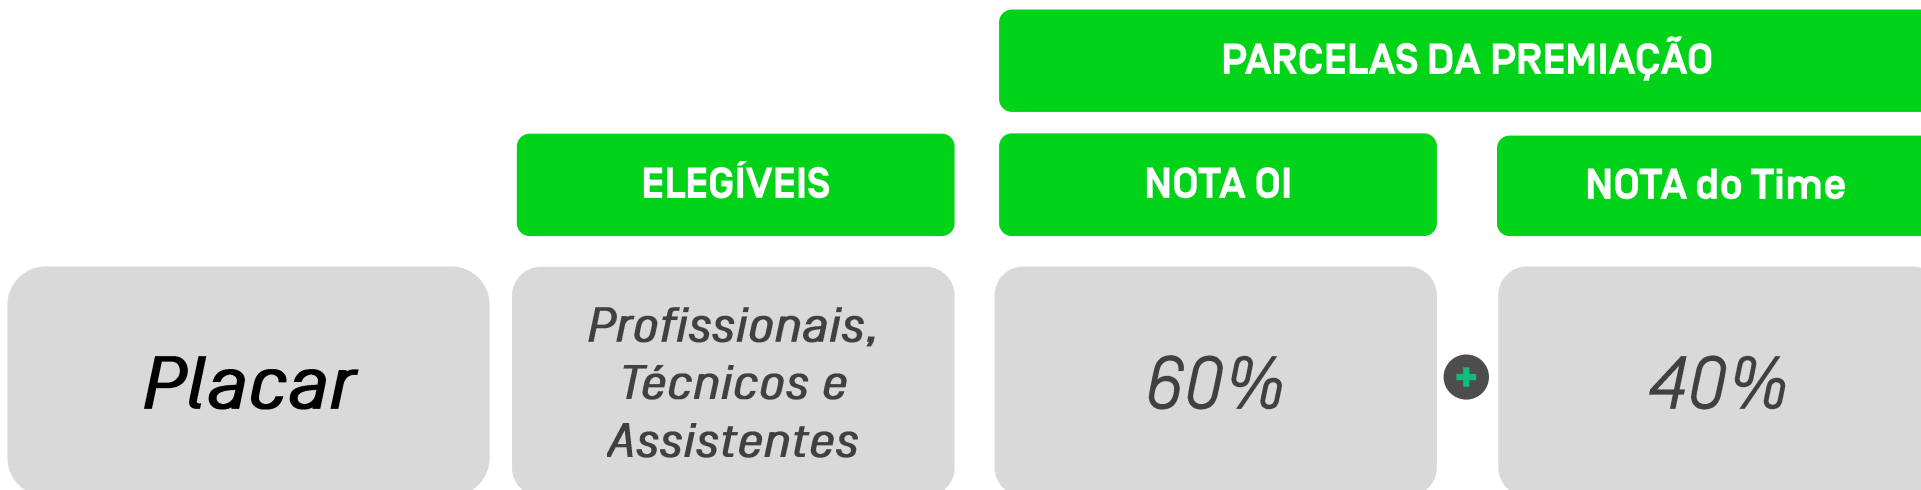 PARCELAS DA PREMIAÇÃO
ELEGÍVEIS
NOTA OI
NOTA do Time
Placar
Profissionais,
Técnicos e
Assistentes
60%
+
40%